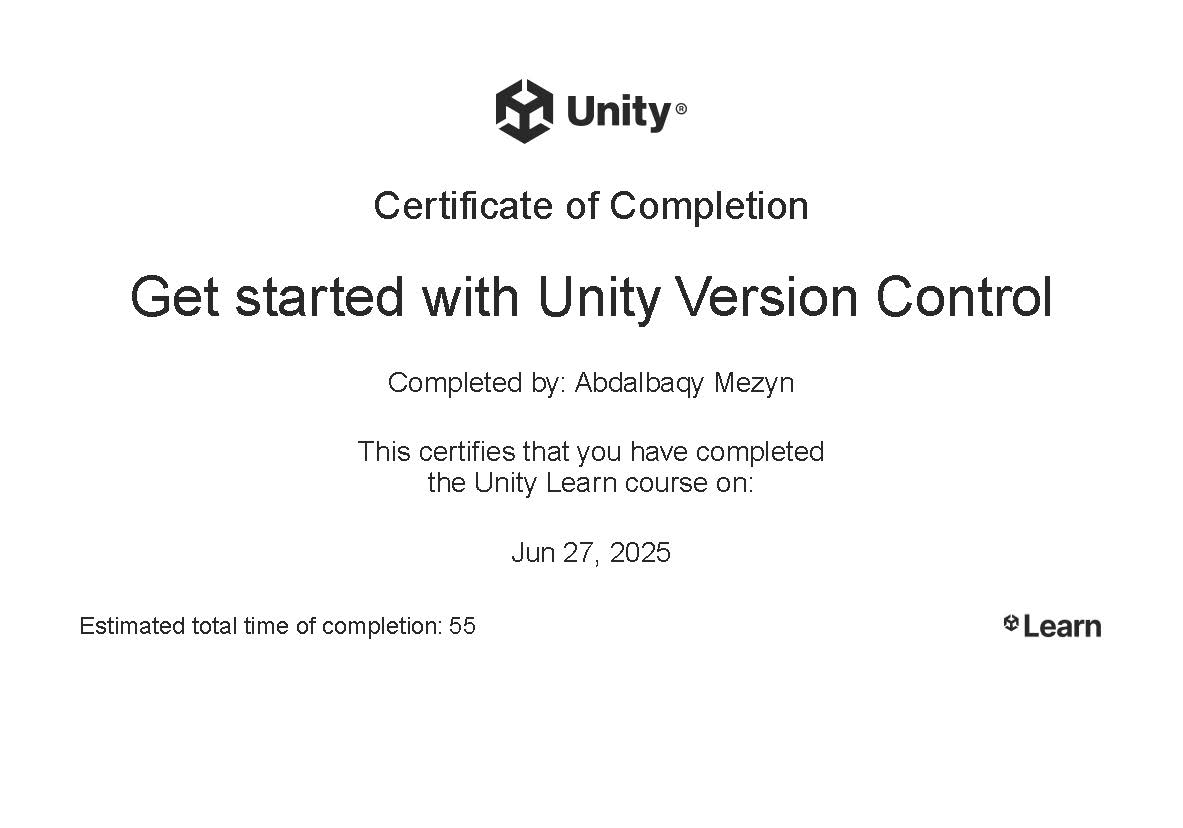 Unity®
Certificate of Completion
Get started with Unity Version Control
Completed by: Abdalbaqy Mezyn
This certifies that you have completed
the Unity Learn course on:
Jun 27, 2025
Estimated total time of completion: 55
Learn